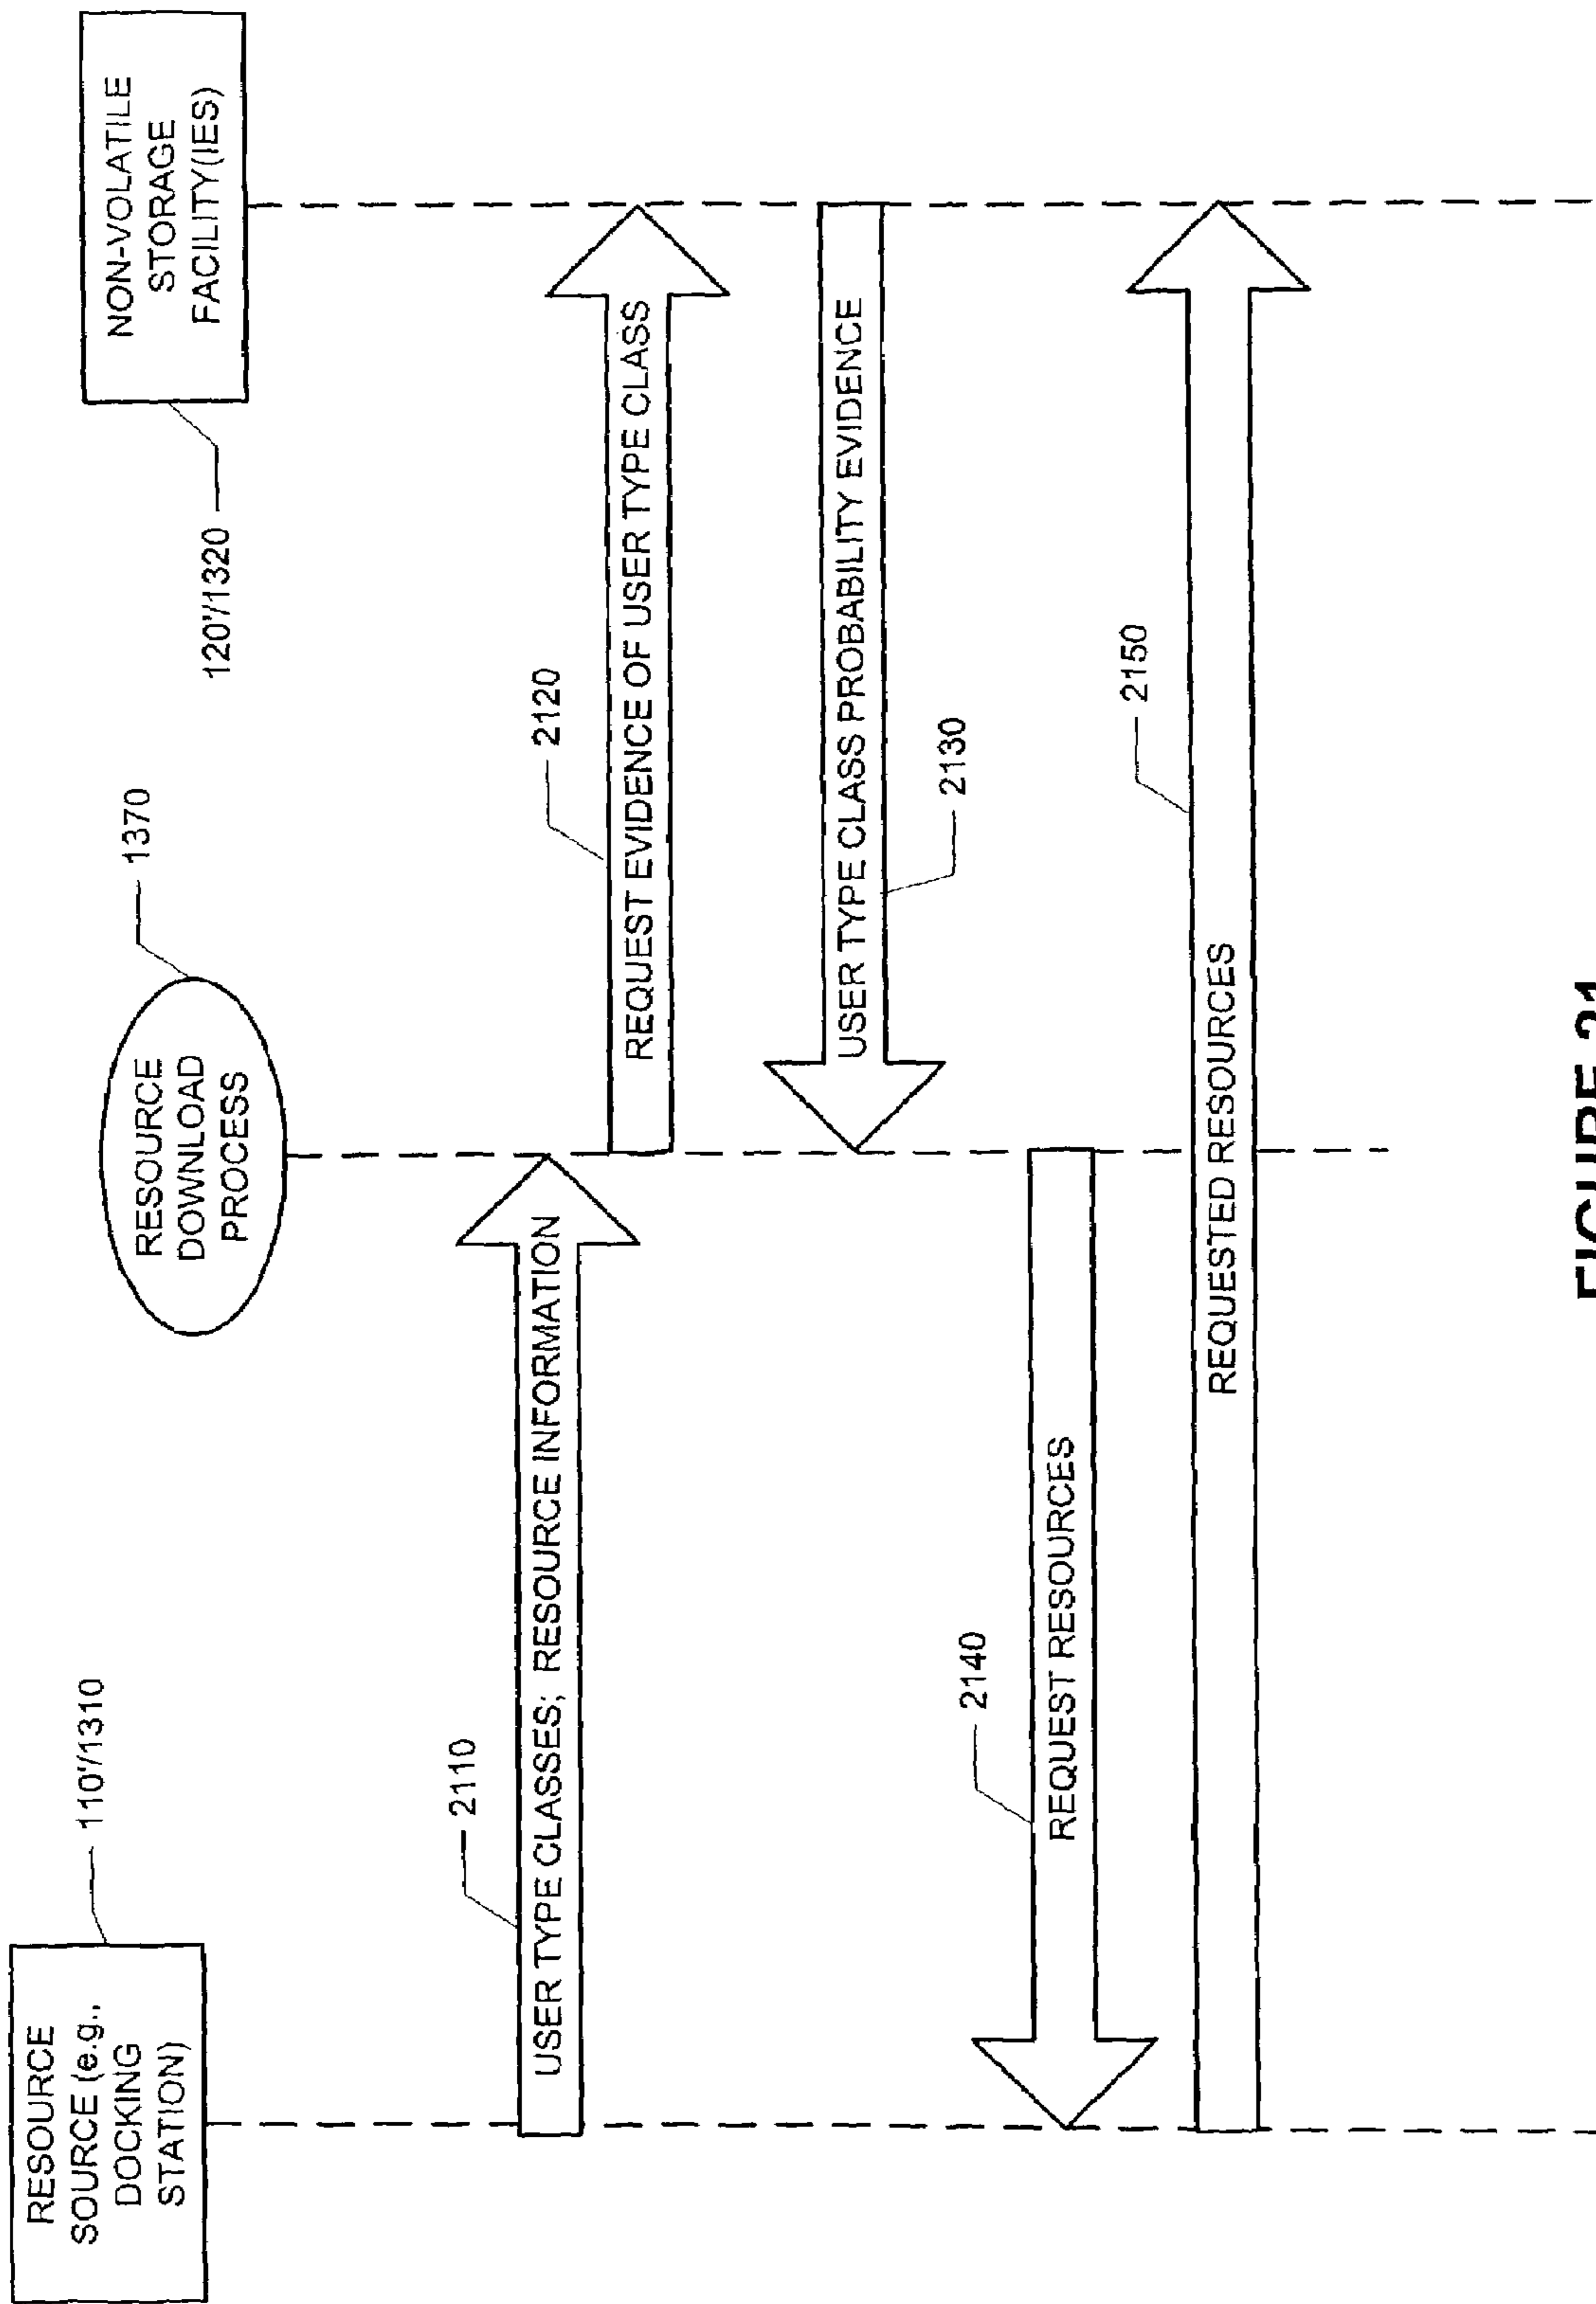 RESOURCE
SOURCE (e.g.,
DOCKING
STATION)
110'/1310
RESOURCE
DOWNLOAD
PROCESS
1370
NON-VOLATILE
STORAGE
FACILITY(IES)
120'/1320
2110
USER TYPE CLASSES; RESOURCE INFORMATION
2120
REQUEST EVIDENCE OF USER TYPE CLASS
USER TYPE CLASS PROBABILITY EVIDENCE
2130
2140
REQUEST RESOURCES
2150
REQUESTED RESOURCES
FIGURE 21